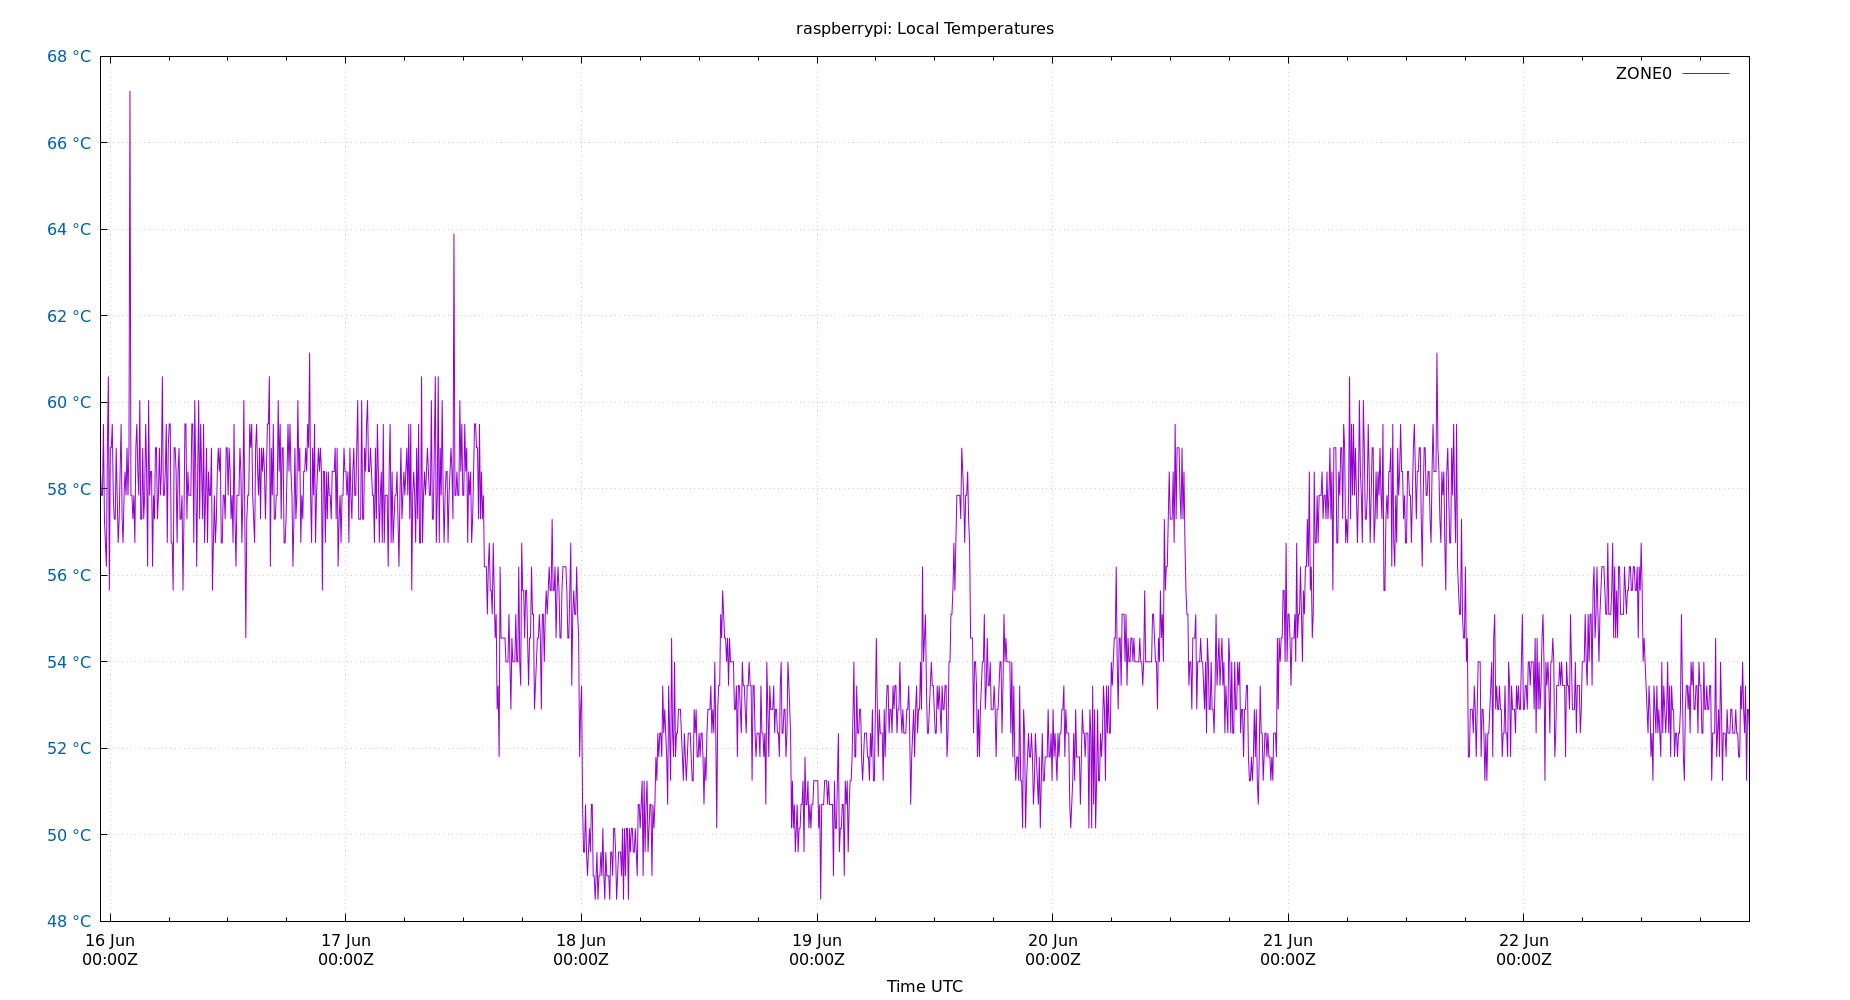 raspberrypi: Local Temperatures
68 °C
ZONE0
66 °C
64 °C
62 °C
60 °C
58 °C
56 °C
54 °C
52 °C
50 °C
48 °C
16 Jun 17 Jun 18 Jun 19 Jun 20 Jun 21 Jun 22 Jun
00:00Z 00:00Z 00:00Z 00:00Z 00:00Z 00:00Z 00:00Z
Time UTC